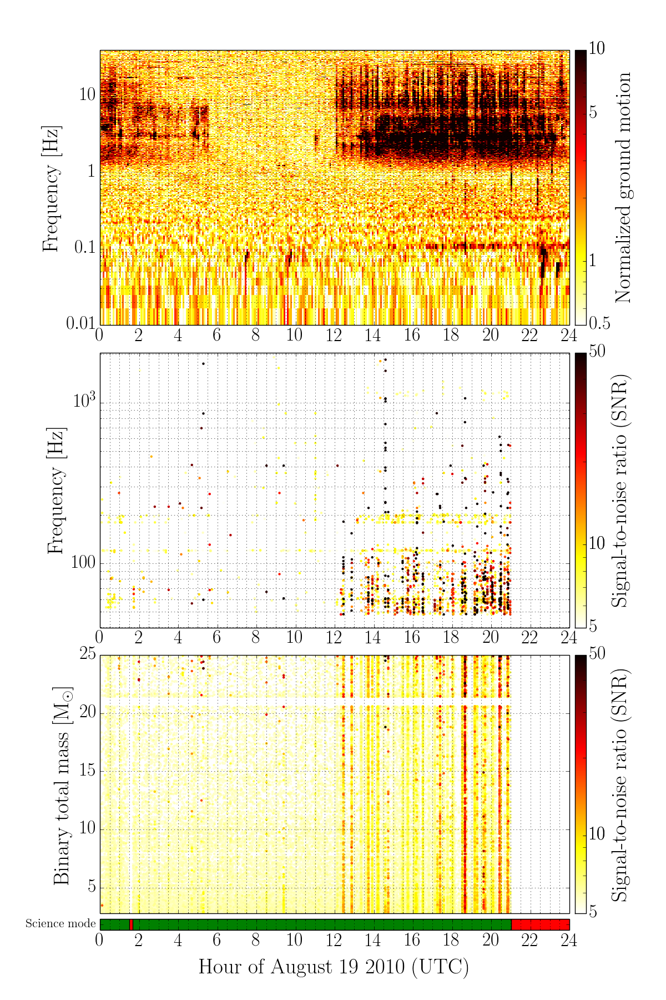 10
1
0.1
0.01
Frequency [Hz]
0 2 4 6 8 10 12 14 16 18 20 22 24
10
5
1
0.5
Normalized ground motion
10³
100
Frequency [Hz]
0 2 4 6 8 10 12 14 16 18 20 22 24
50
10
5
Signal-to-noise ratio (SNR)
25
20
15
10
5
Binary total mass [M⊙]
50
10
5
Signal-to-noise ratio (SNR)
Science mode
0 2 4 6 8 10 12 14 16 18 20 22 24
Hour of August 19 2010 (UTC)